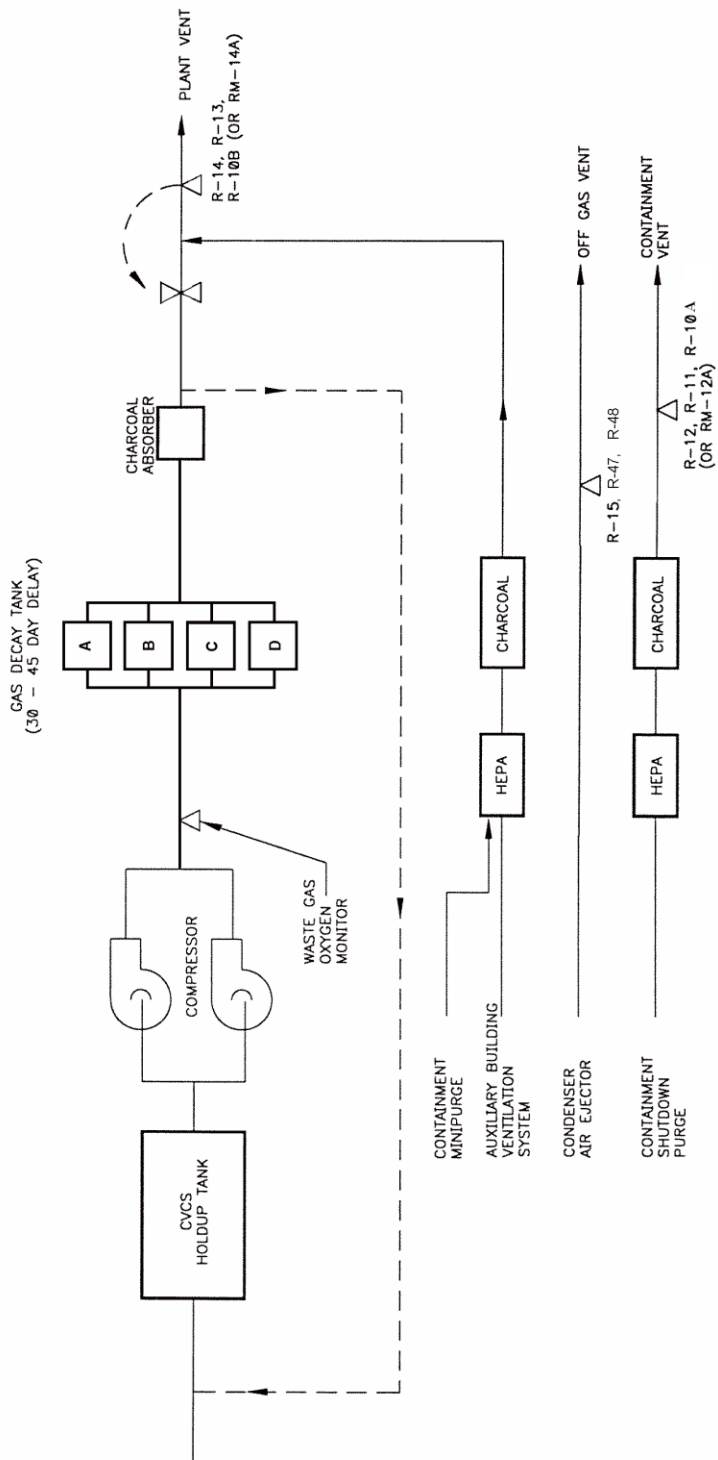 GAS DECAY TANK
(30 - 45 DAY DELAY)
CVCS
HOLDUP TANK
COMPRESSOR
WASTE GAS
OXYGEN
MONITOR
A
B
C
D
CHARCOAL
ABSORBER
PLANT VENT
R-14, R-13,
R-10B (OR RM-14A)
CONTAINMENT
MINIPURGE
AUXILIARY BUILDING
VENTILATION
SYSTEM
HEPA
CHARCOAL
CONDENSER
AIR EJECTOR
R-15, R-47, R-48
OFF GAS VENT
CONTAINMENT
SHUTDOWN
PURGE
HEPA
CHARCOAL
R-12, R-11, R-10A
(OR RM-12A)
CONTAINMENT
VENT